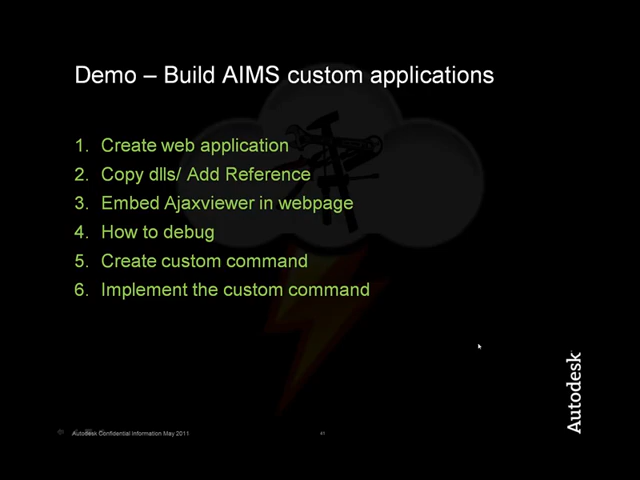 Demo – Build AIMS custom applications
1. Create web application
2. Copy dlls/ Add Reference
3. Embed Ajaxviewer in webpage
4. How to debug
5. Create custom command
6. Implement the custom command
Autodesk
Autodesk Confidential Information May 2011
41